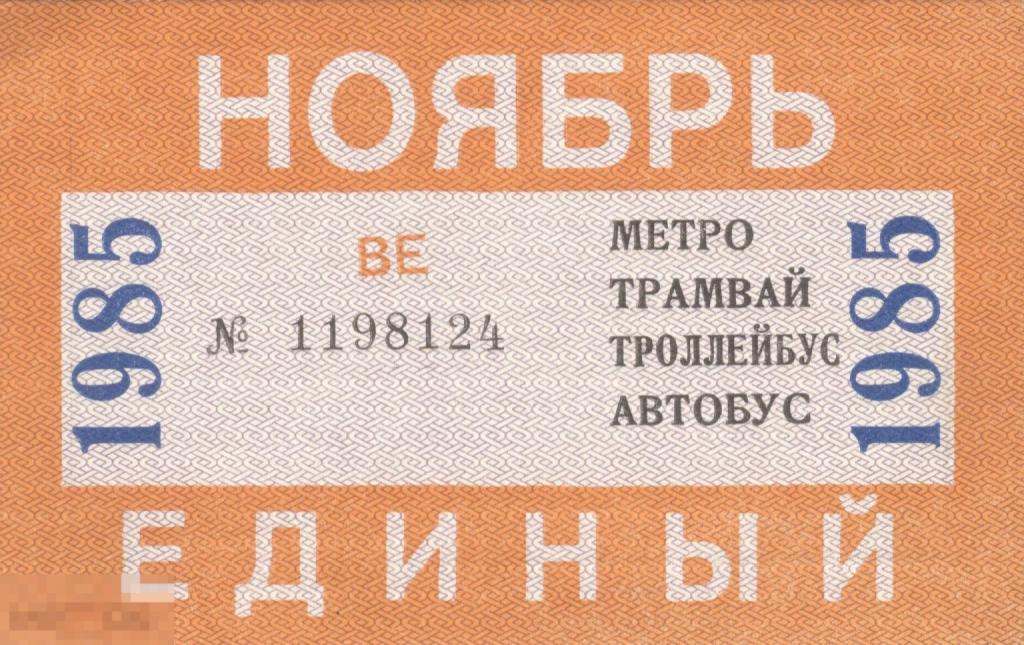 НОЯБРЬ
1985
ВЕ
№ 1198124
МЕТРО
ТРАМВАЙ
ТРОЛЛЕЙБУС
АВТОБУС
1985
ЕДИНЫЙ